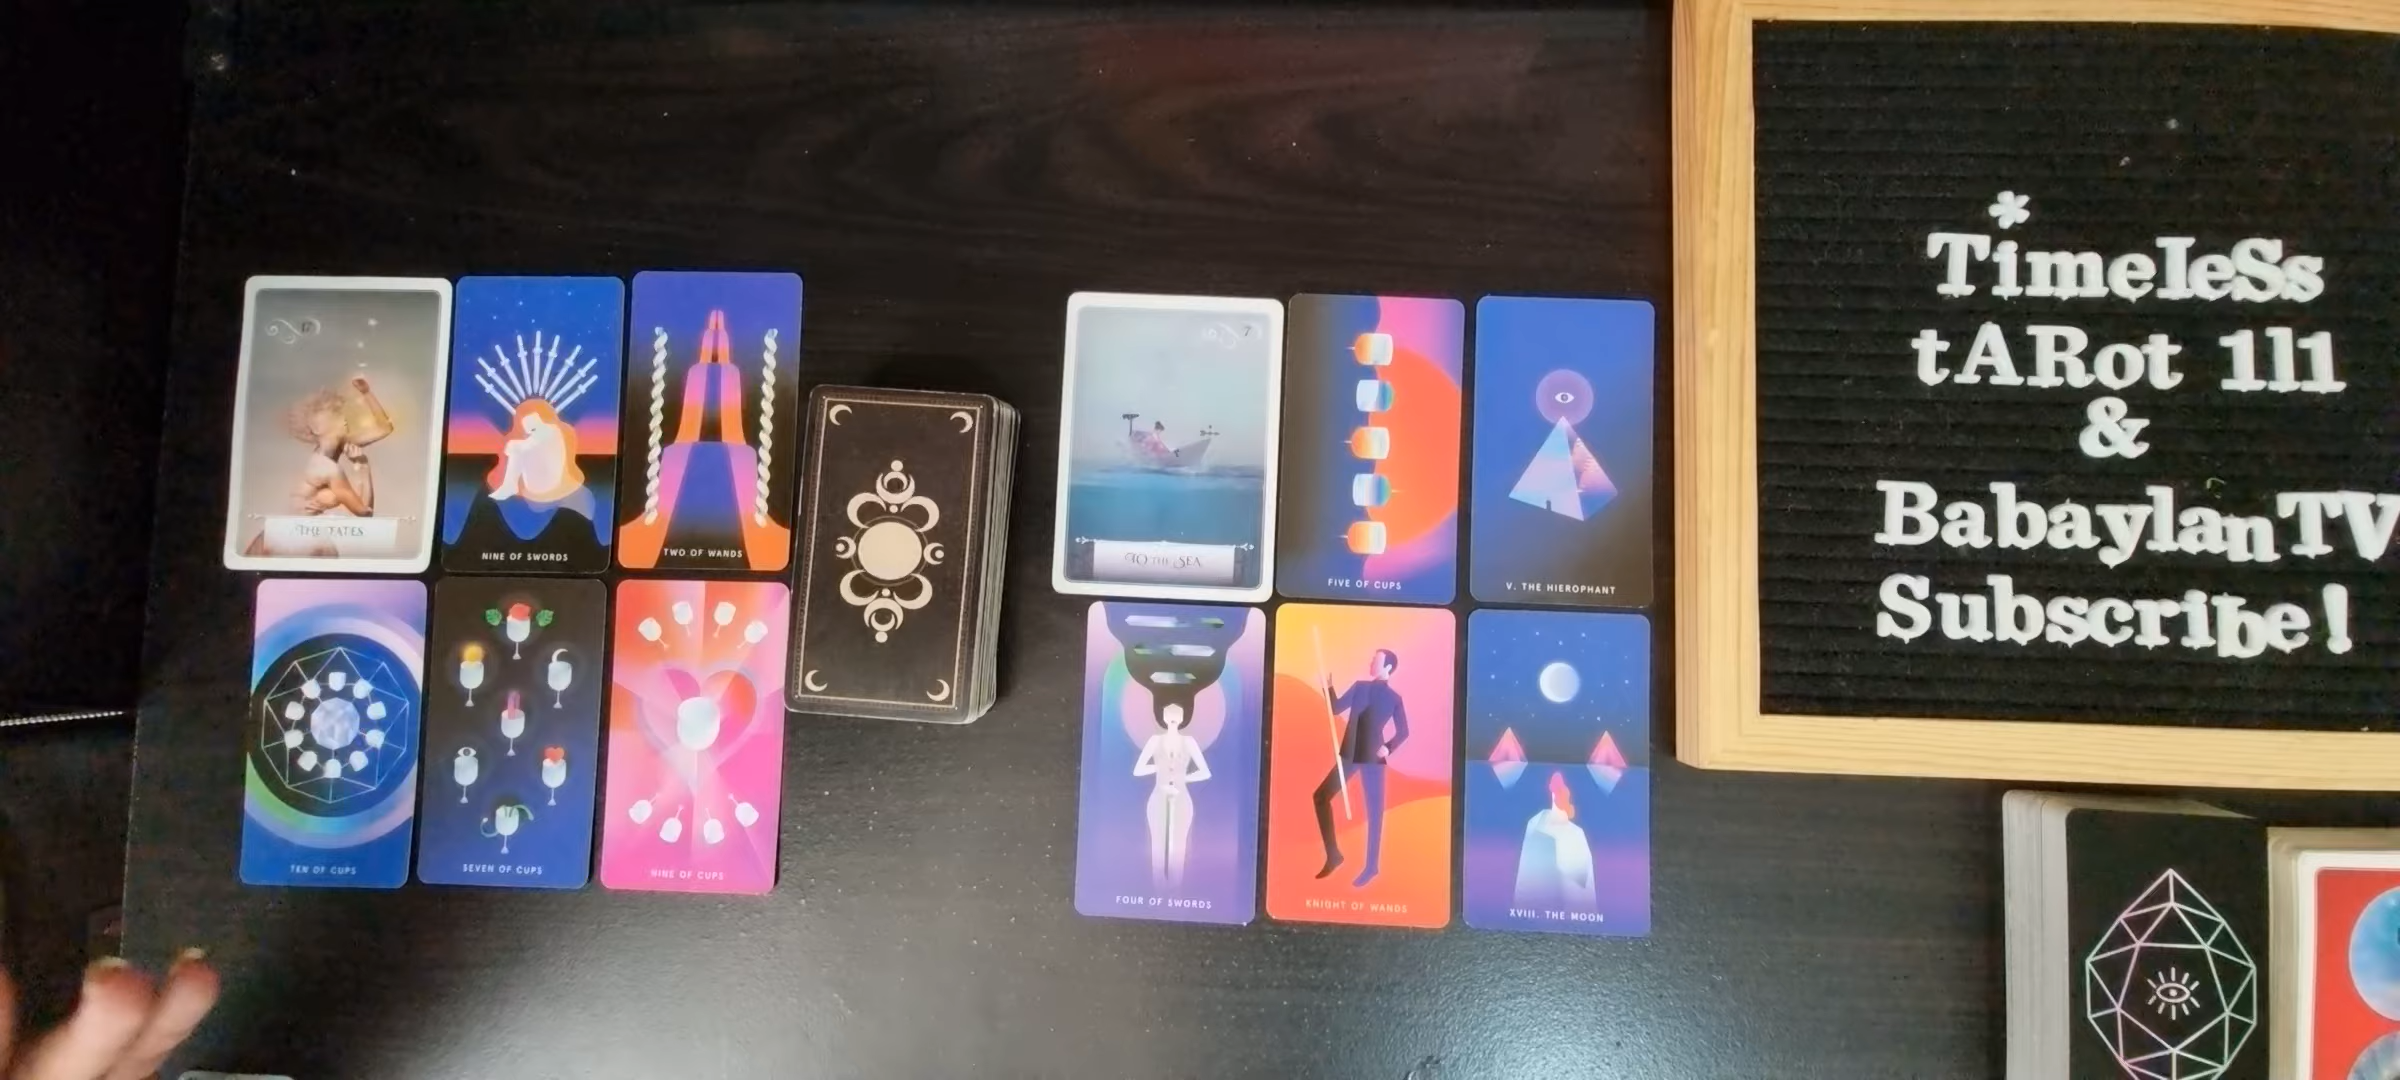 17
THE FATES
NINE OF SWORDS
TWO OF WANDS
TEN OF CUPS
SEVEN OF CUPS
NINE OF CUPS
7
TO THE SEA
FIVE OF CUPS
V. THE HIEROPHANT
FOUR OF SWORDS
KNIGHT OF WANDS
XVIII. THE MOON
*
TimeleSs
tARot 111
&
BabaylanTV
Subscribe!